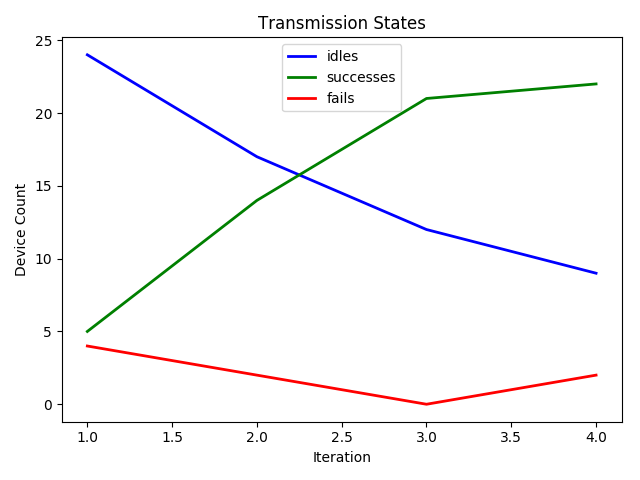 Transmission States
25
20
15
10
5
0
Device Count
idles
successes
fails
1.0 1.5 2.0 2.5 3.0 3.5 4.0
Iteration